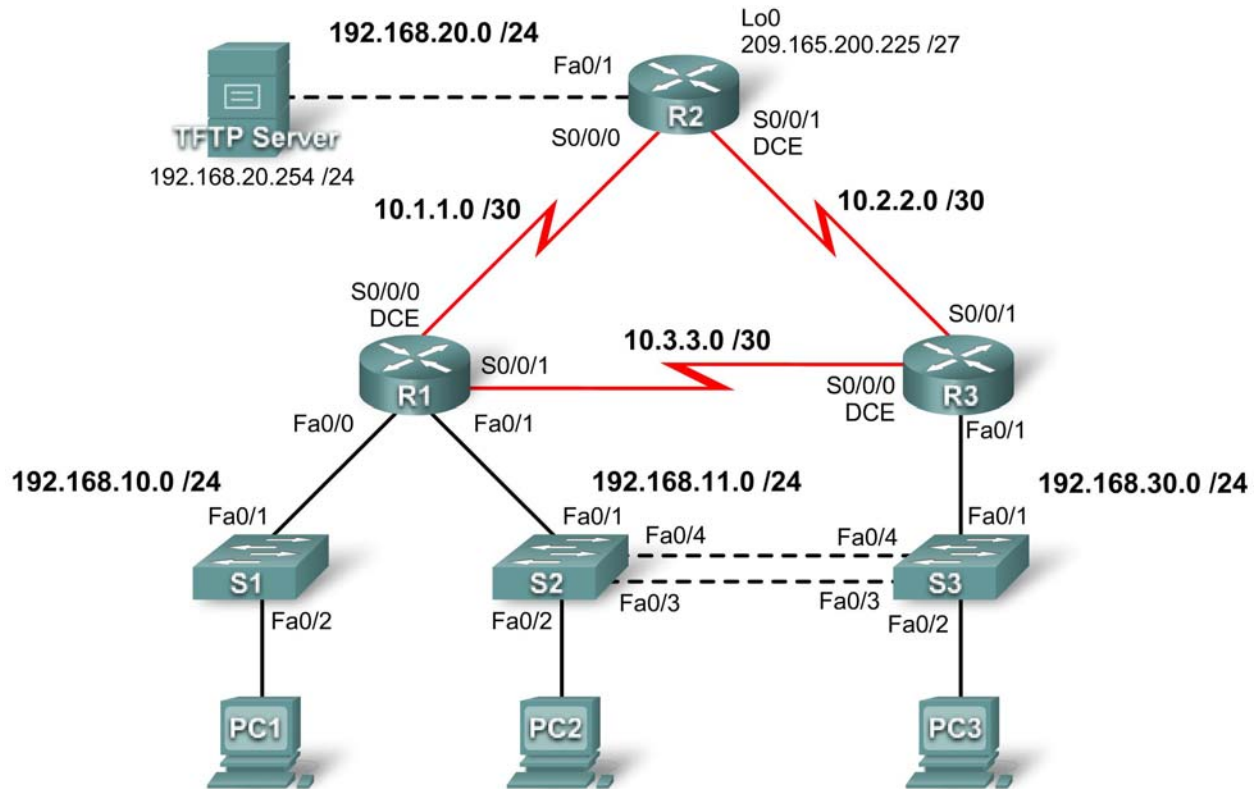 Lo0
209.165.200.225 /27
192.168.20.0 /24
Fa0/1
R2
TFTP Server
192.168.20.254 /24
S0/0/0
S0/0/1
DCE
10.1.1.0 /30
10.2.2.0 /30
S0/0/0
DCE
S0/0/1
10.3.3.0 /30
R1
S0/0/1
S0/0/0
DCE
R3
Fa0/0
Fa0/1
Fa0/1
192.168.10.0 /24
192.168.11.0 /24
192.168.30.0 /24
Fa0/1
Fa0/1
Fa0/1
Fa0/4
Fa0/4
S1
S2
S3
Fa0/3
Fa0/3
Fa0/2
Fa0/2
Fa0/2
PC1
PC2
PC3